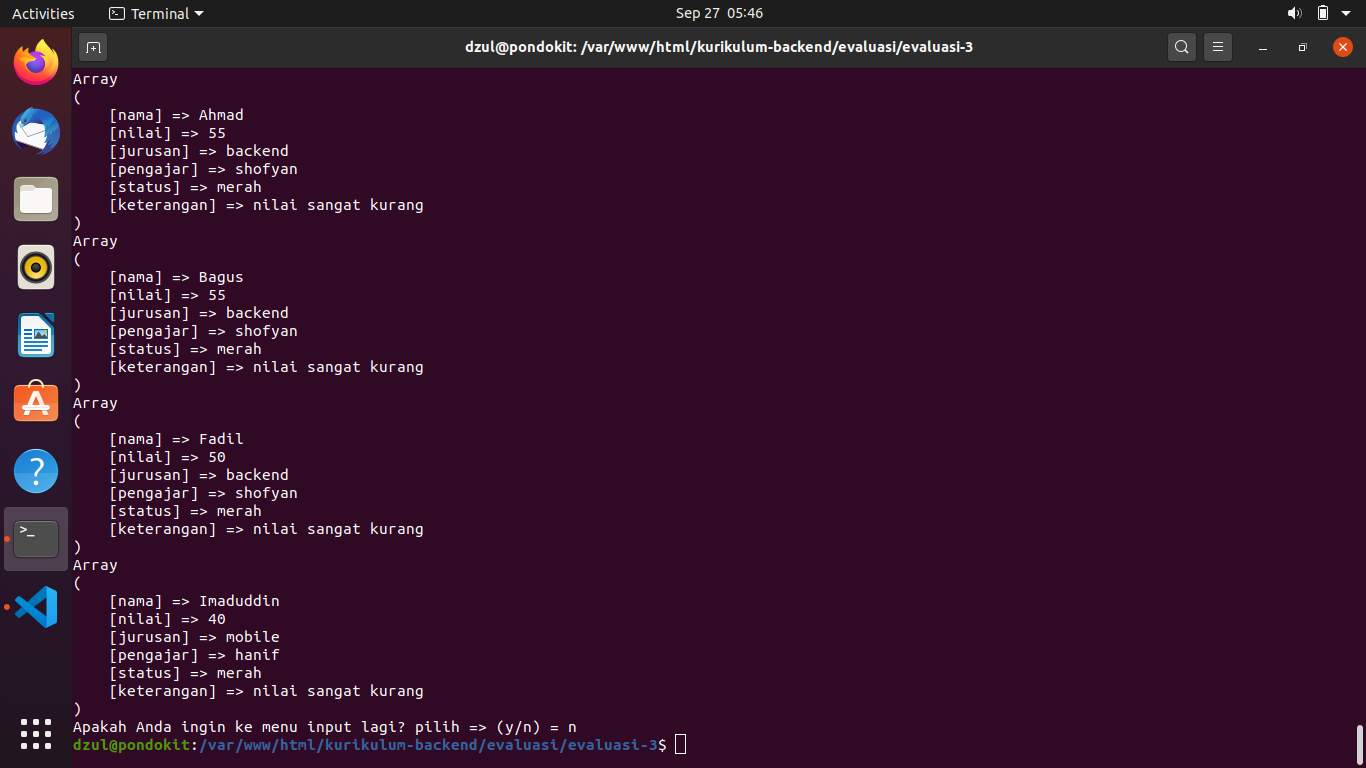 Activities
Terminal
Sep 27 05:46
dzul@pondokit: /var/www/html/kurikulum-backend/evaluasi/evaluasi-3
Array
(
    [nama] => Ahmad
    [nilai] => 55
    [jurusan] => backend
    [pengajar] => shofyan
    [status] => merah
    [keterangan] => nilai sangat kurang
)
Array
(
    [nama] => Bagus
    [nilai] => 55
    [jurusan] => backend
    [pengajar] => shofyan
    [status] => merah
    [keterangan] => nilai sangat kurang
)
Array
(
    [nama] => Fadil
    [nilai] => 50
    [jurusan] => backend
    [pengajar] => shofyan
    [status] => merah
    [keterangan] => nilai sangat kurang
)
Array
(
    [nama] => Imaduddin
    [nilai] => 40
    [jurusan] => mobile
    [pengajar] => hanif
    [status] => merah
    [keterangan] => nilai sangat kurang
)
Apakah Anda ingin ke menu input lagi? pilih => (y/n) = n
dzul@pondokit:/var/www/html/kurikulum-backend/evaluasi/evaluasi-3$